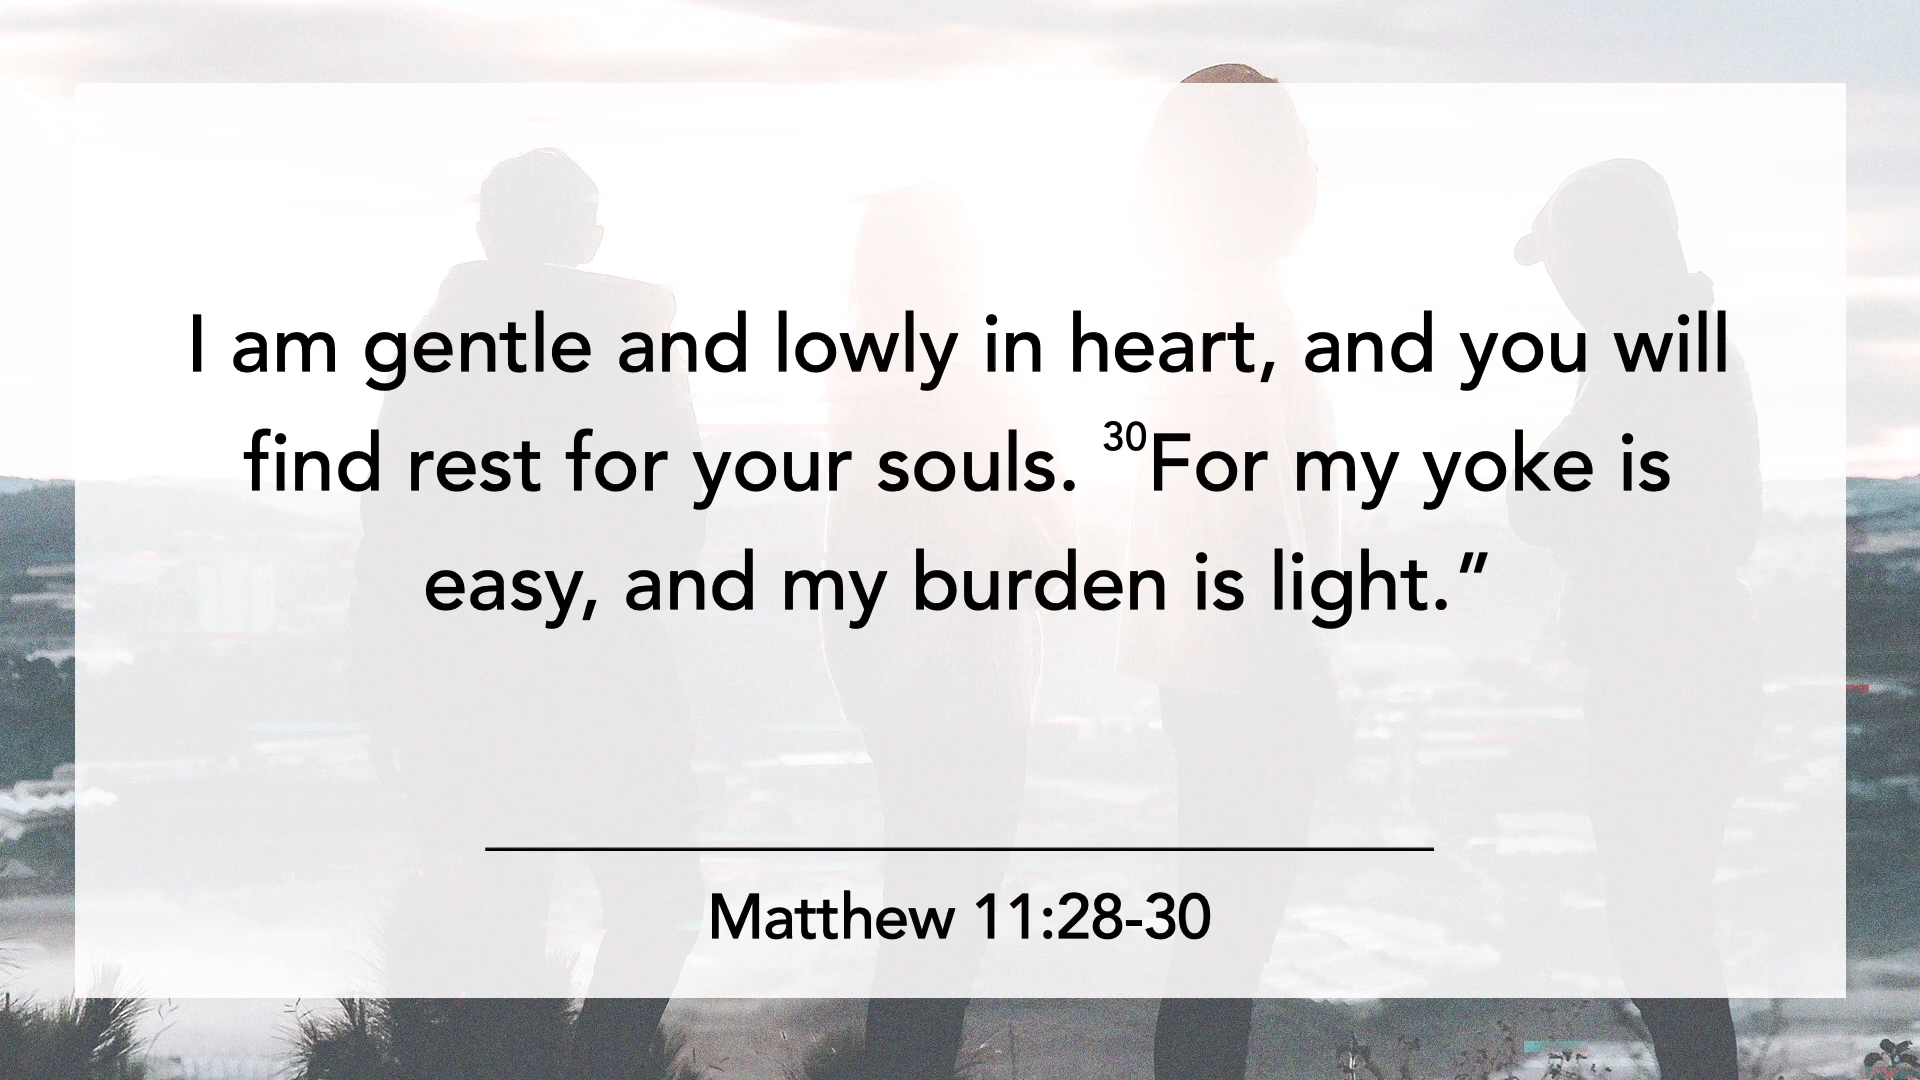 I am gentle and lowly in heart, and you will
find rest for your souls. ³⁰For my yoke is
easy, and my burden is light.”
Matthew 11:28-30